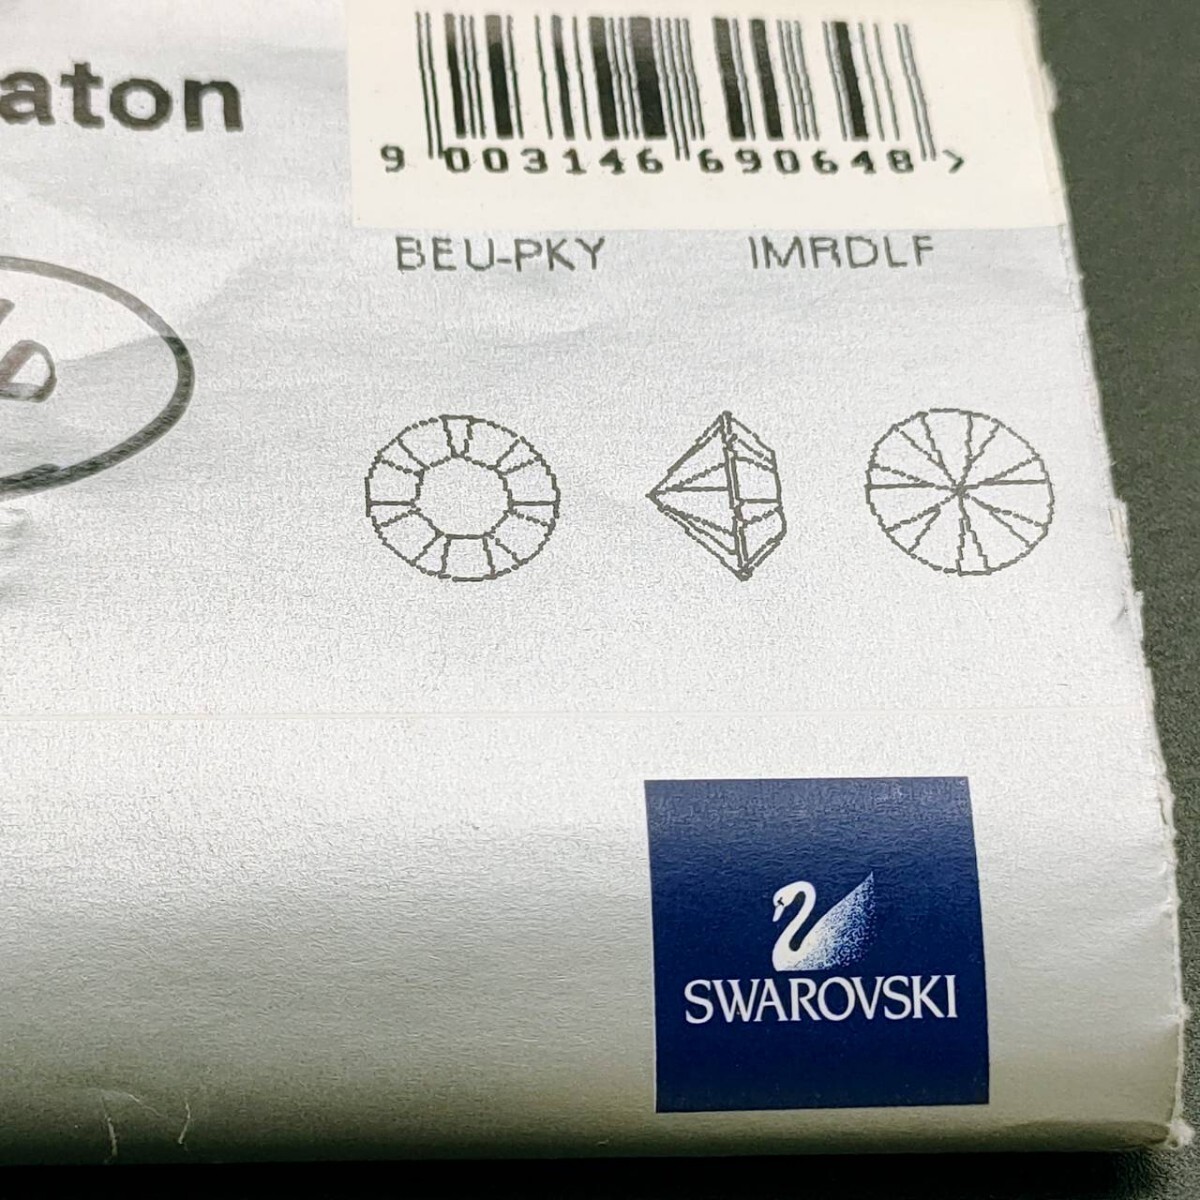 aton
9 003146 690648 >
BEU-PKY IMRDLF
SWAROVSKI